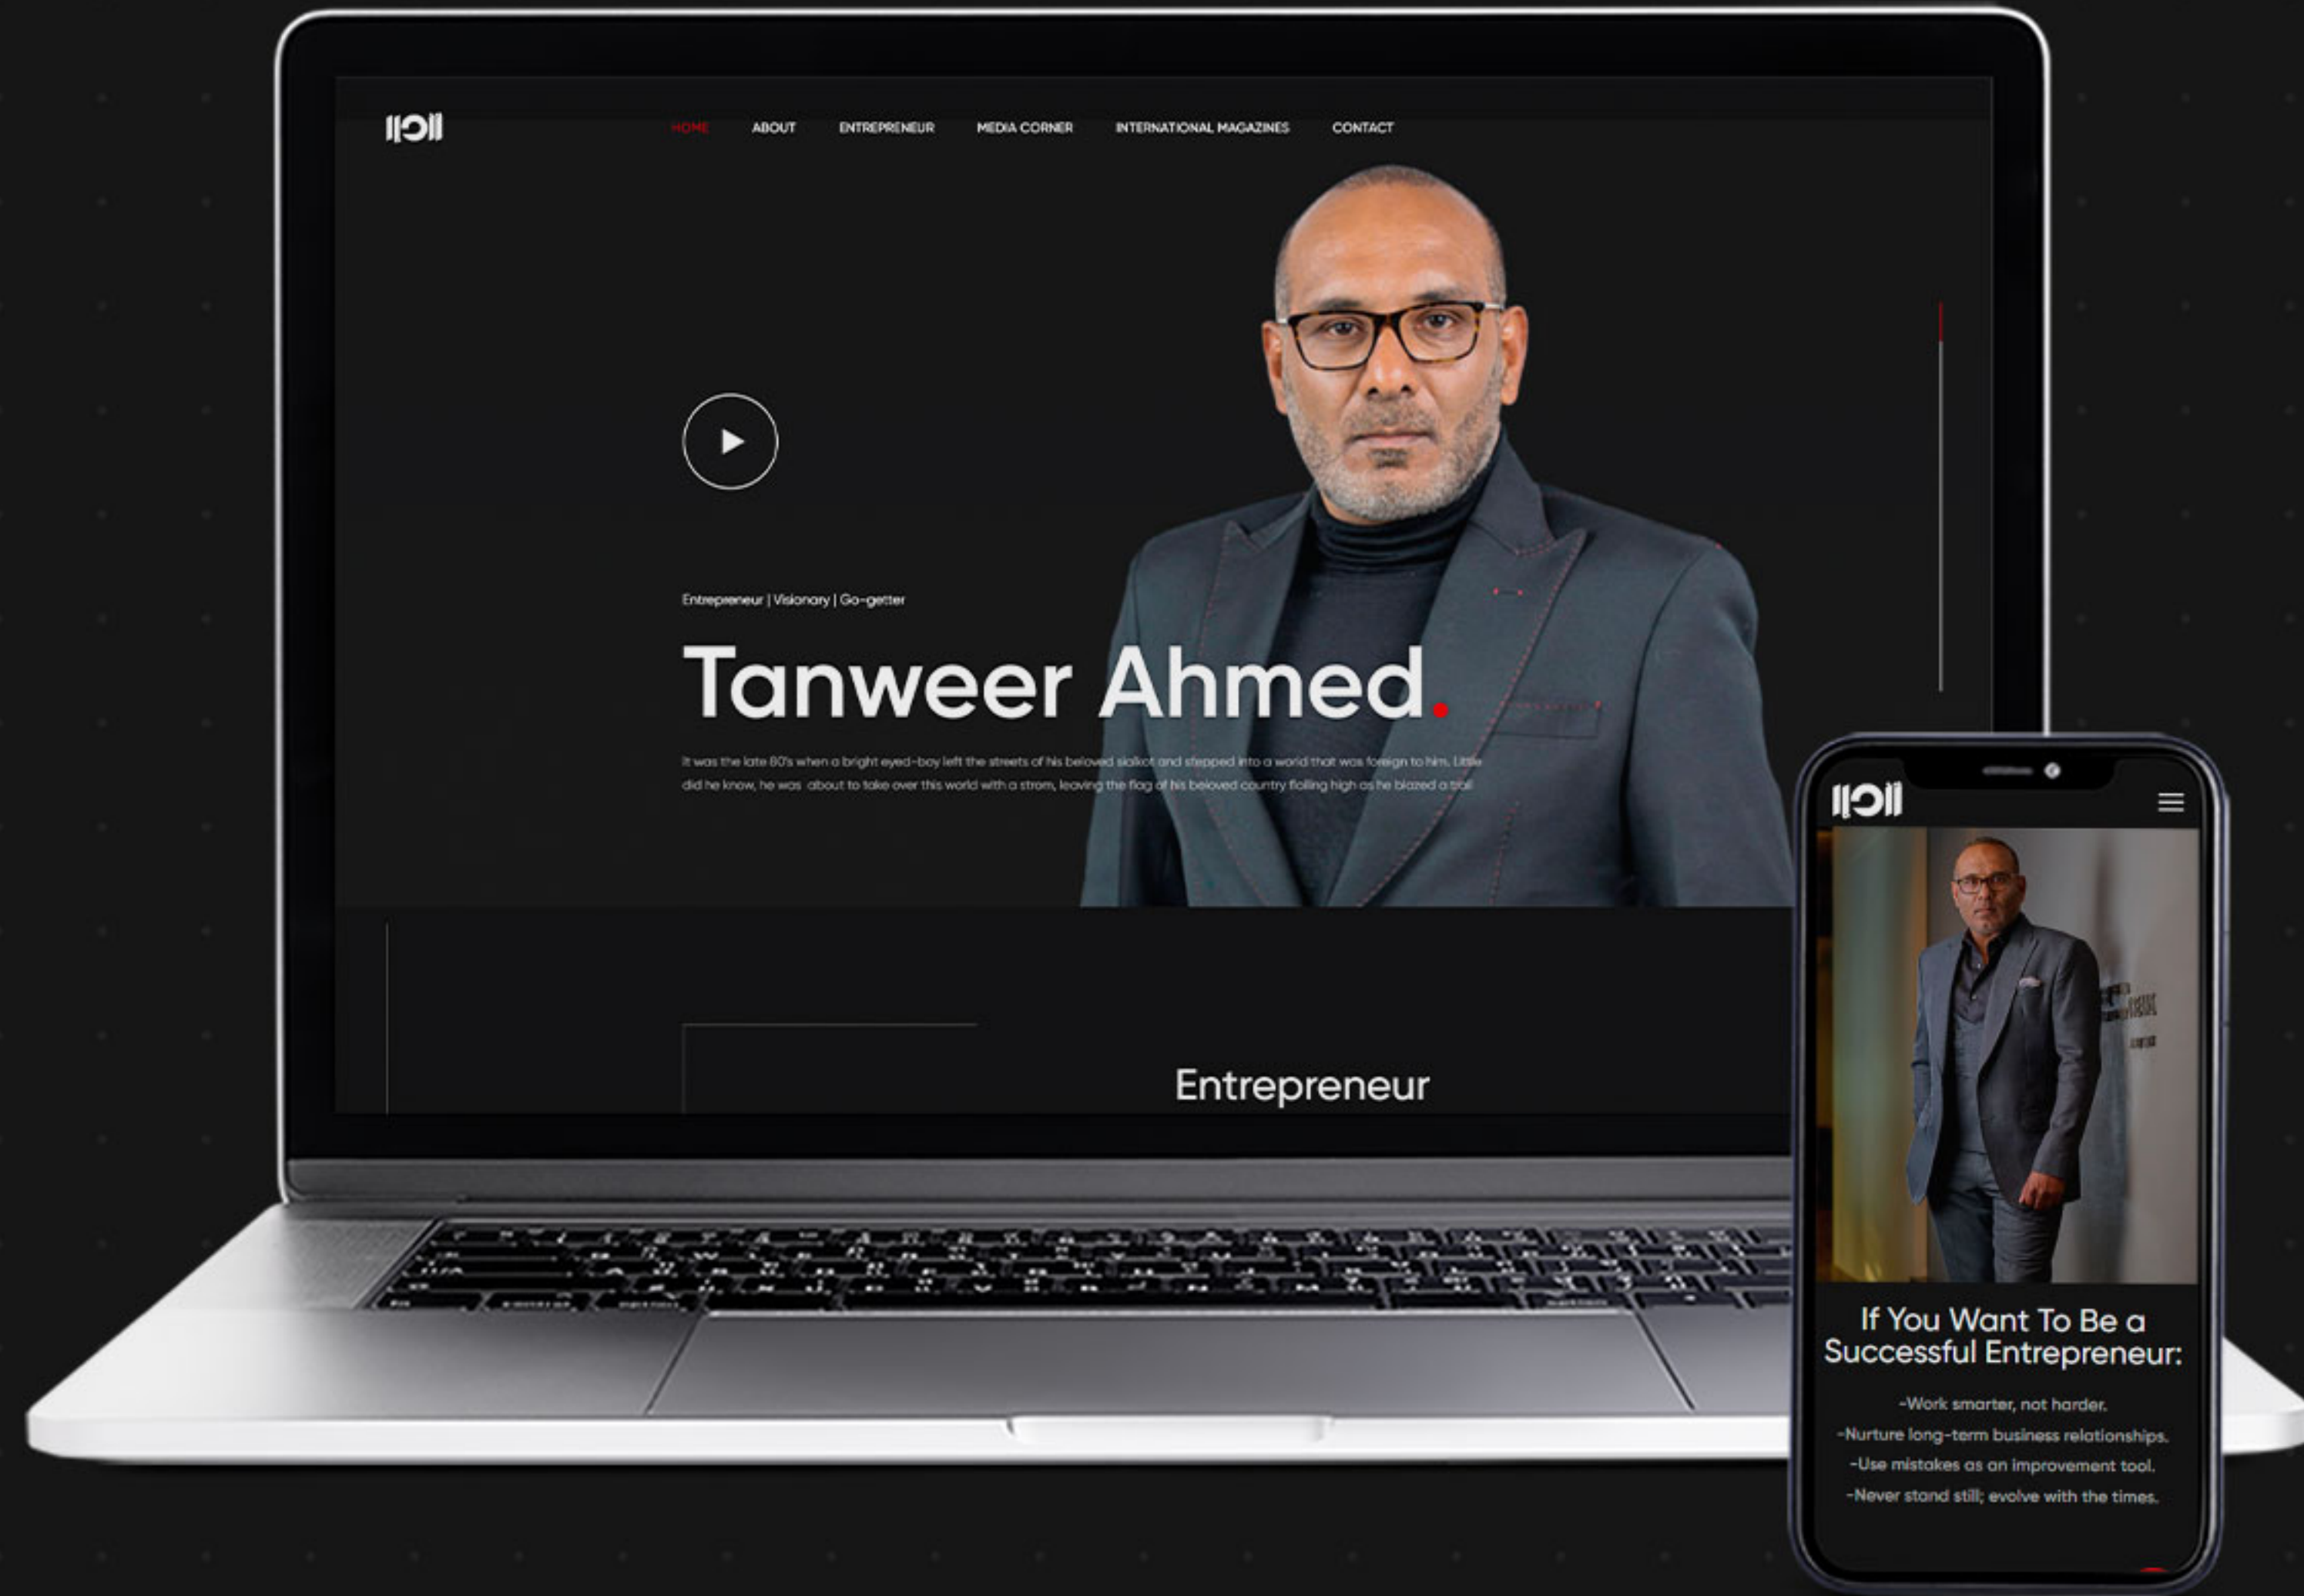 HOME ABOUT ENTREPRENEUR MEDIA CORNER INTERNATIONAL MAGAZINES CONTACT
Entrepreneur | Visionary | Go-getter
Tanweer Ahmed.
It was the late 80's when a bright eyed-boy left the streets of his beloved sialkot and stepped into a world that was foreign to him. Little
did he know, he was about to take over this world with a strom, leaving the flag of his beloved country floiling high as he blazed a trail
Entrepreneur
If You Want To Be a
Successful Entrepreneur:
-Work smarter, not harder.
-Nurture long-term business relationships.
-Use mistakes as an improvement tool.
-Never stand still; evolve with the times.